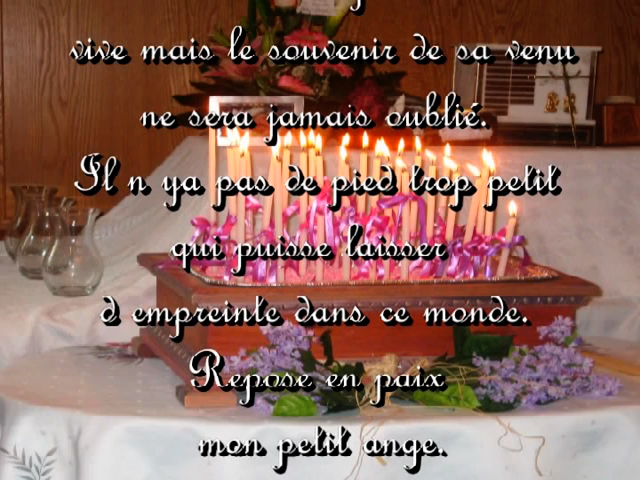 vive mais le souvenir de sa venu
ne sera jamais oublié.
Il n ya pas de pied trop petit
qui puisse laisser
d empreinte dans ce monde.
Repose en paix
mon petit ange.